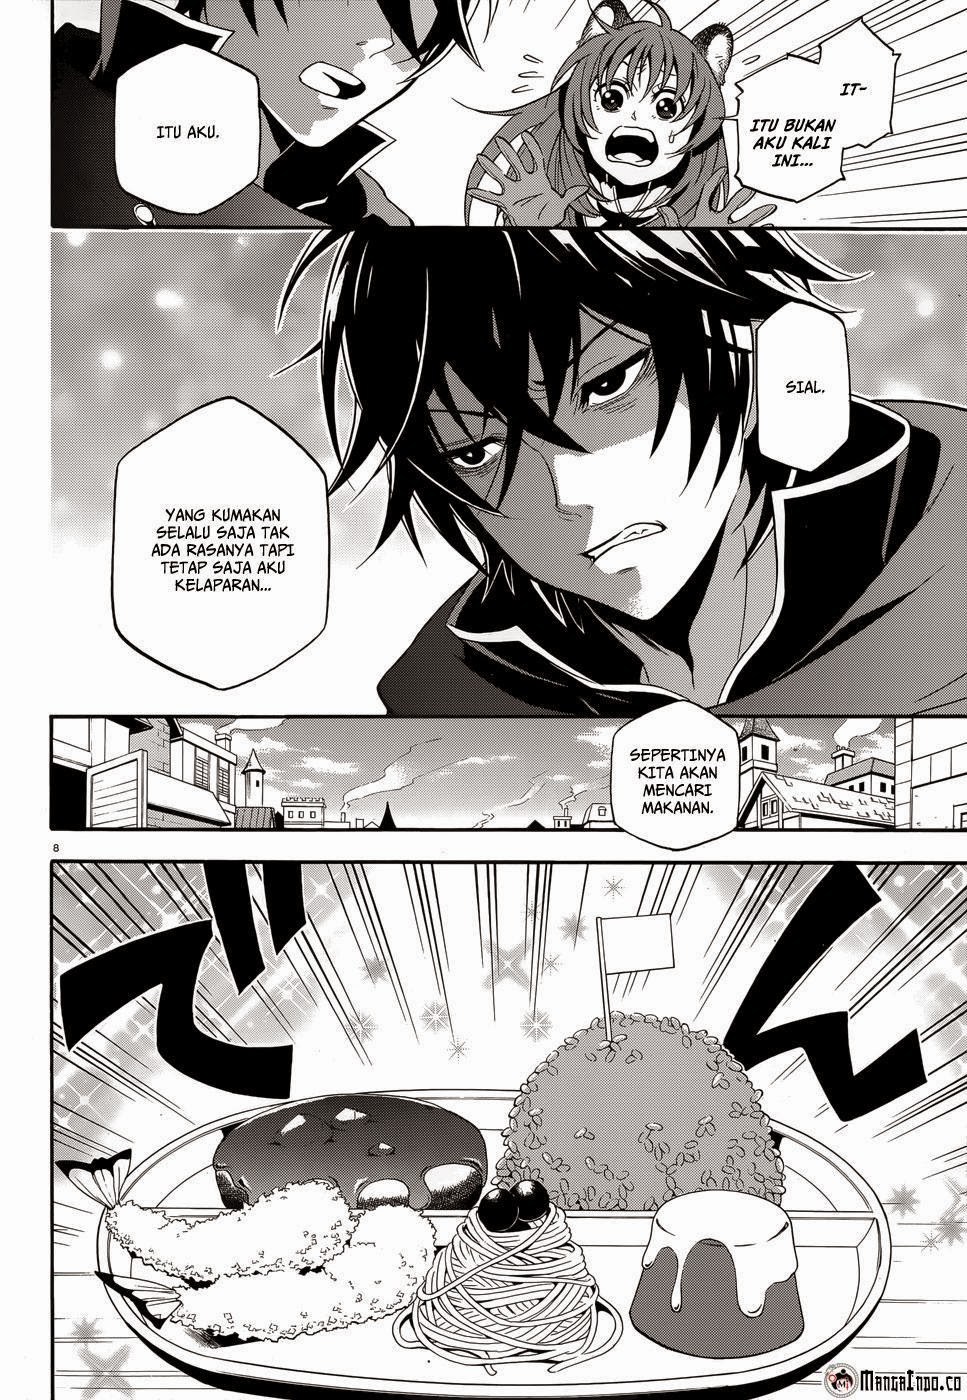 IT-
ITU BUKAN
AKU KALI
INI...
ITU AKU.
SIAL.
YANG KUMAKAN
SELALU SAJA TAK
ADA RASANYA TAPI
TETAP SAJA AKU
KELAPARAN...
SEPERTINYA
KITA AKAN
MENCARI
MAKANAN.
8
MangaIndo.co